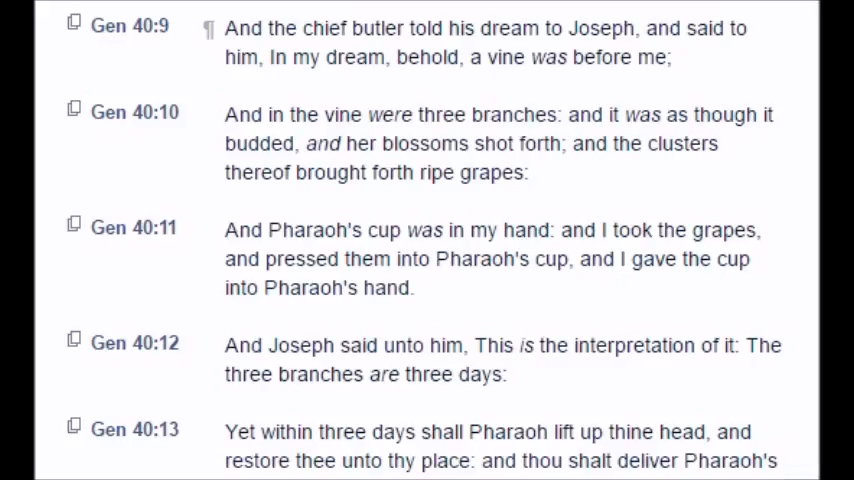 Gen 40:9 ¶ And the chief butler told his dream to Joseph, and said to
him, In my dream, behold, a vine was before me;
Gen 40:10 And in the vine were three branches: and it was as though it
budded, and her blossoms shot forth; and the clusters
thereof brought forth ripe grapes:
Gen 40:11 And Pharaoh's cup was in my hand: and I took the grapes,
and pressed them into Pharaoh's cup, and I gave the cup
into Pharaoh's hand.
Gen 40:12 And Joseph said unto him, This is the interpretation of it: The
three branches are three days:
Gen 40:13 Yet within three days shall Pharaoh lift up thine head, and
restore thee unto thy place: and thou shalt deliver Pharaoh's